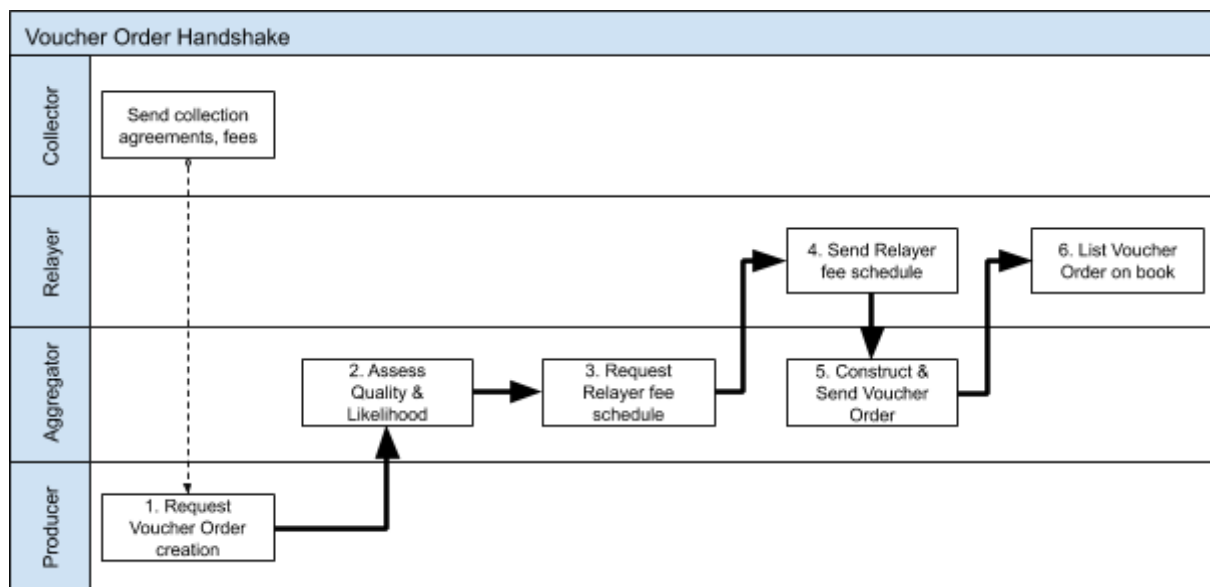 Voucher Order Handshake
Collector
Send collection
agreements, fees
Relayer
4. Send Relayer
fee schedule
6. List Voucher
Order on book
Aggregator
2. Assess
Quality &
Likelihood
3. Request
Relayer fee
schedule
5. Construct &
Send Voucher
Order
Producer
1. Request
Voucher Order
creation